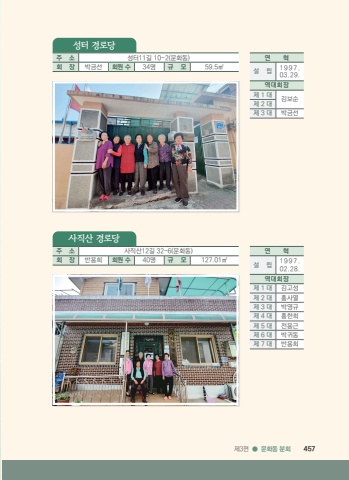 성터 경로당
주 소 성터11길 10-2(문화동)
회 장 박금선 회원 수 34명 규 모 59.5㎡
연 혁
설 립 1997. 03.29.
역대회장
제 1 대 김보순
제 2 대
제 3 대 박금선
사직산 경로당
주 소 사직산12길 32-6(문화동)
회 장 반용희 회원 수 40명 규 모 127.01㎡
연 혁
설 립 1997. 02.28.
역대회장
제 1 대 김고성
제 2 대 홍사열
제 3 대 박영규
제 4 대 홍한희
제 5 대 전용근
제 6 대 박귀동
제 7 대 반용희
제3편 ● 문화동 문화 457